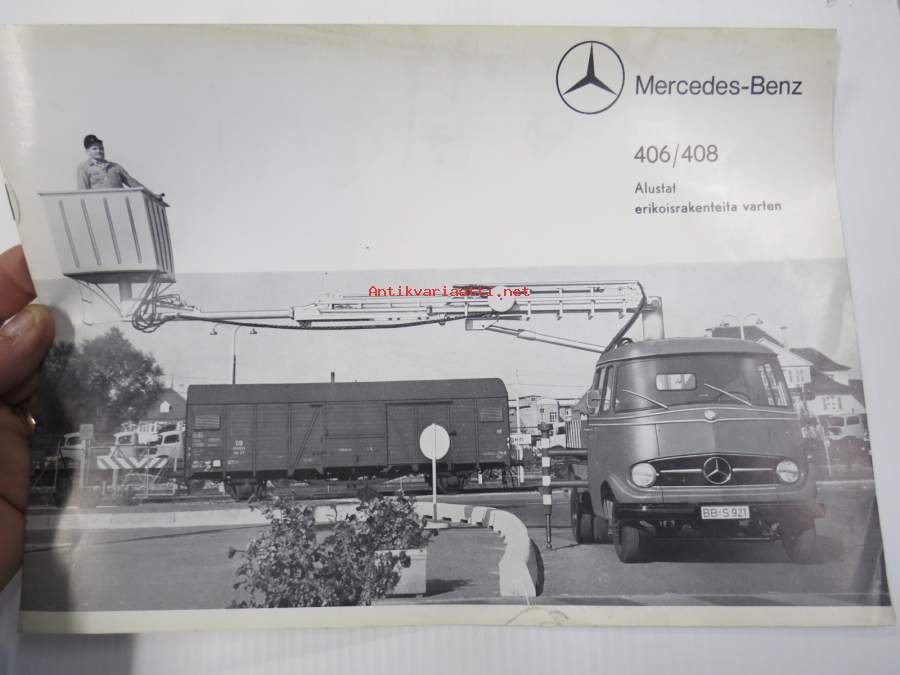 Mercedes-Benz
406/408
Alustat
erikoisrakenteita varten
Antikvariaatti.net
BB·S 921